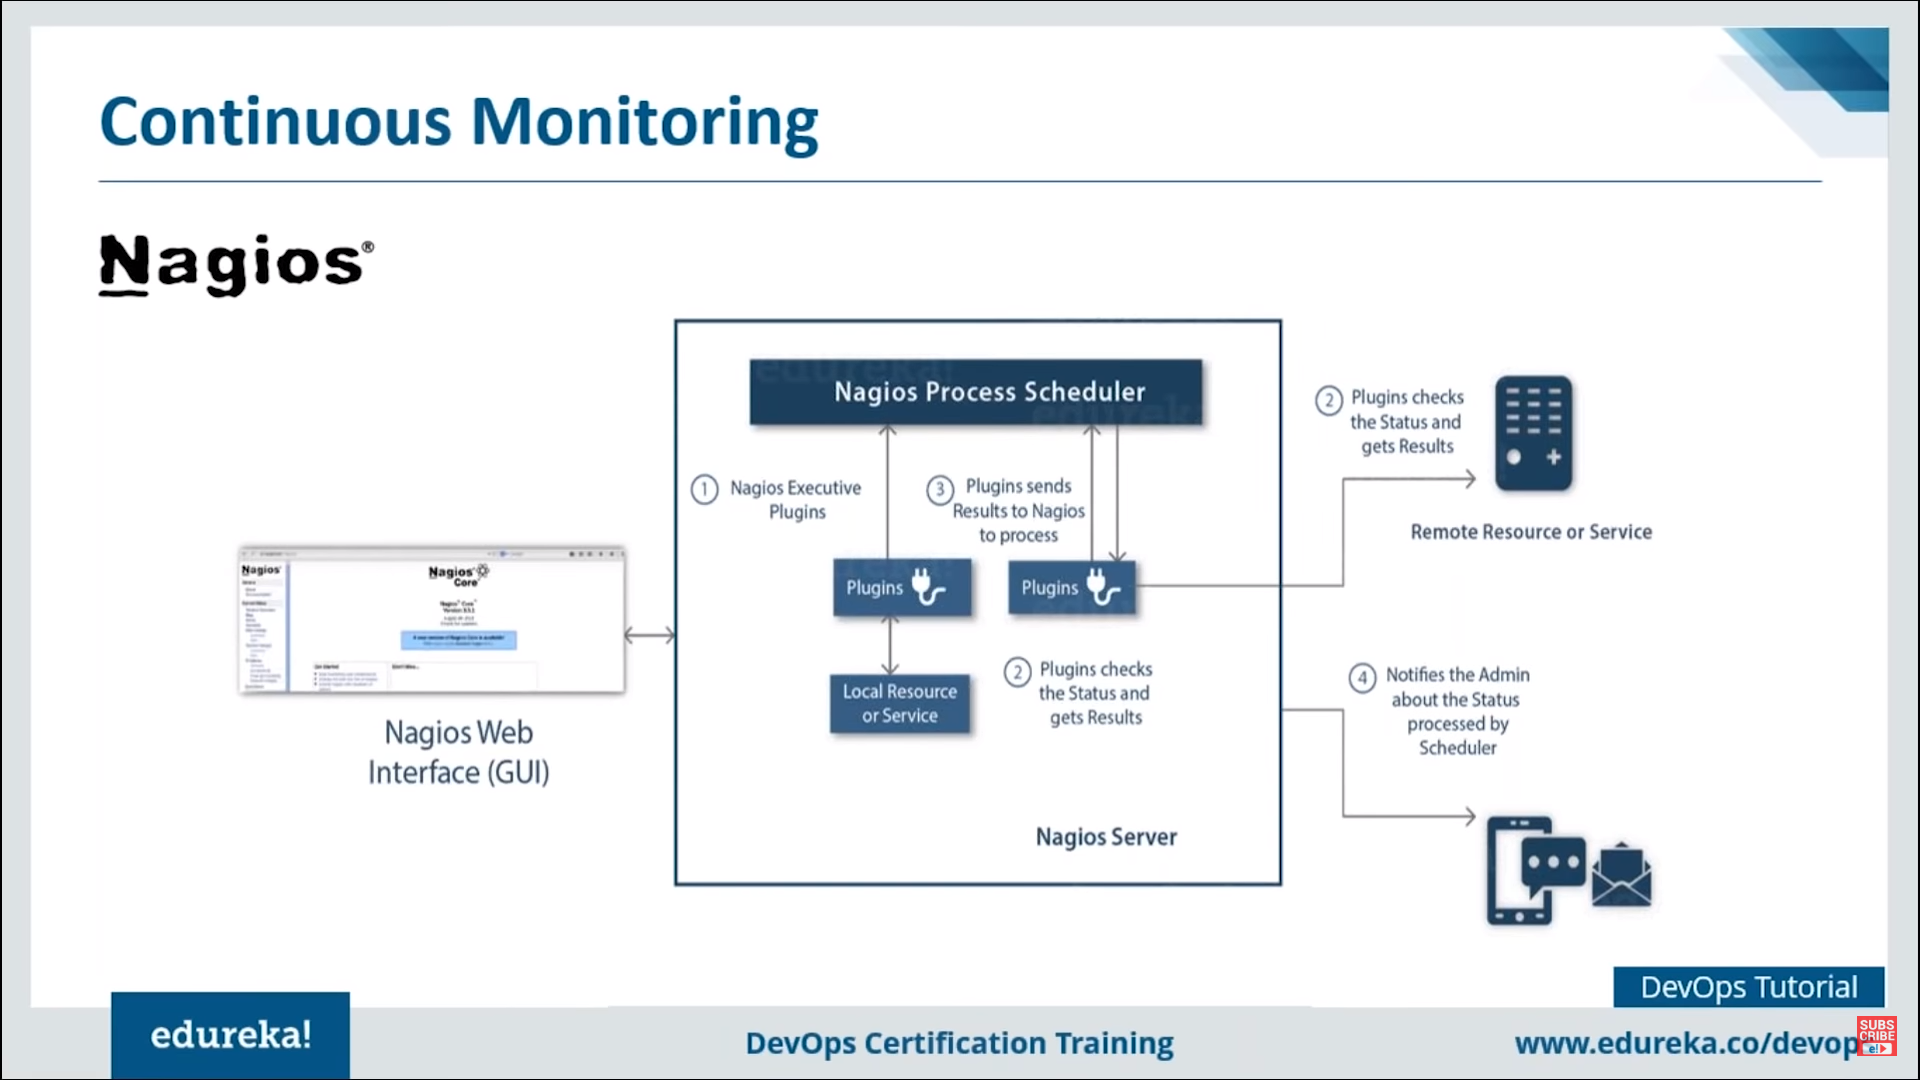 Continuous Monitoring
Nagios®
Nagios Process Scheduler
1 Nagios Executive
Plugins
3 Plugins sends
Results to Nagios
to process
2 Plugins checks
the Status and
gets Results
Remote Resource or Service
Plugins
Plugins
Local Resource
or Service
2 Plugins checks
the Status and
gets Results
4 Notifies the Admin
about the Status
processed by
Scheduler
Nagios Server
Nagios
Nagios®
Core™
Nagios Web
Interface (GUI)
DevOps Tutorial
edureka!
DevOps Certification Training
www.edureka.co/devop
SUBS
CRIBE
e!